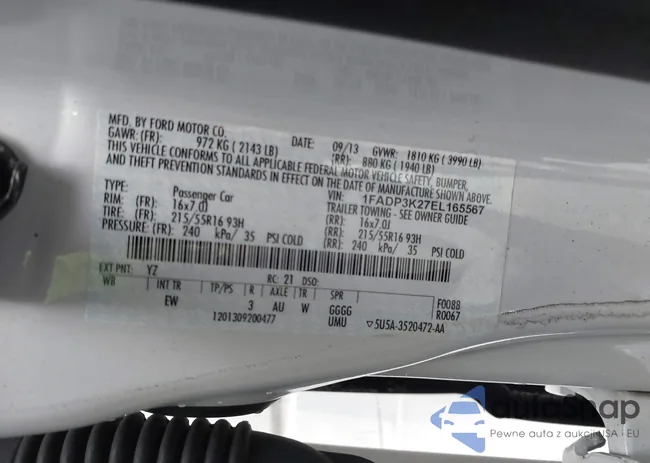 MFD. BY FORD MOTOR CO.
DATE: 09/13 GVWR: 1810 KG ( 3990 LB)
GAWR: (FR): 972 KG ( 2143 LB) (RR): 880 KG ( 1940 LB)
THIS VEHICLE CONFORMS TO ALL APPLICABLE FEDERAL MOTOR VEHICLE SAFETY, BUMPER,
AND THEFT PREVENTION STANDARDS IN EFFECT ON THE DATE OF MANUFACTURE SHOWN ABOVE.
VIN: 1FADP3K27EL165567
TYPE: Passenger Car TRAILER TOWING - SEE OWNER GUIDE
RIM: (FR) 16x7.0J (RR) 16x7.0J
TIRE: (FR) 215/55R16 93H (RR) 215/55R16 93H
PRESSURE: (FR) 240 kPa/ 35 PSI COLD (RR) 240 kPa/ 35 PSI COLD
EXT PNT: YZ RC: 21 DSO:
WB INT TR TP/PS R AXLE TR SPR F0088
EW 3 AU W GGGG R0067
1201309200477 UMU ▽5U5A-3520472-AA
autosnap
Pewne auta z aukcji USA i EU